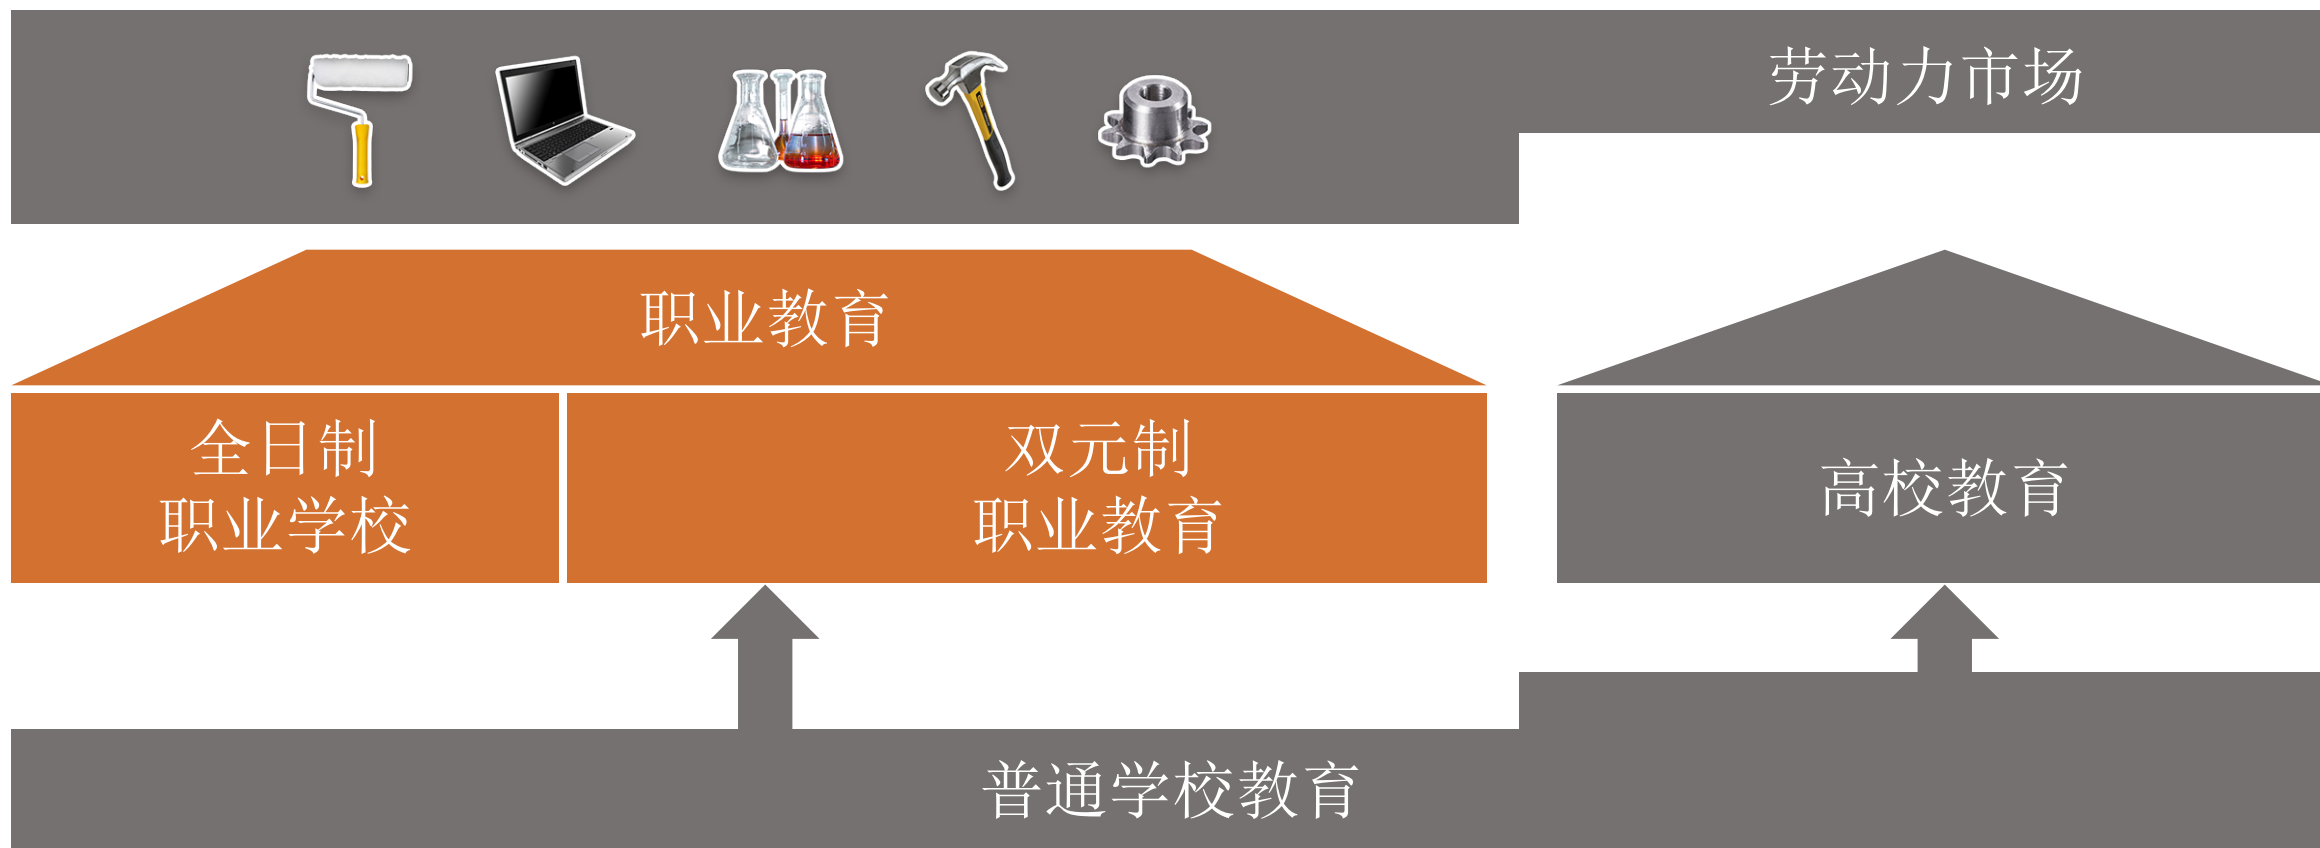 劳动力市场
职业教育
全日制
职业学校
双元制
职业教育
高校教育
普通学校教育